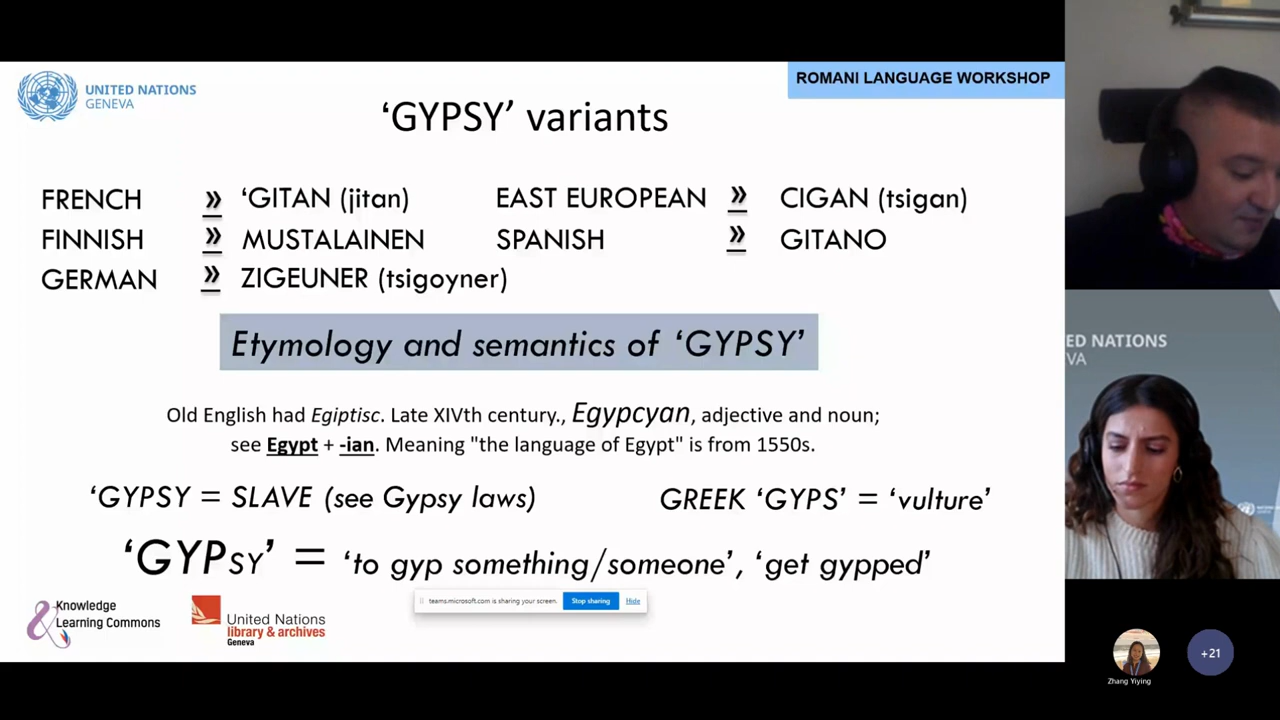 UNITED NATIONS
GENEVA
ROMANI LANGUAGE WORKSHOP
‘GYPSY’ variants
FRENCH » ‘GITAN (jitan)
FINNISH » MUSTALAINEN
GERMAN » ZIGEUNER (tsigoyner)
EAST EUROPEAN » CIGAN (tsigan)
SPANISH » GITANO
Etymology and semantics of ‘GYPSY’
Old English had Egiptisc. Late XIVth century., Egypcyan, adjective and noun;
see Egypt + -ian. Meaning "the language of Egypt" is from 1550s.
‘GYPSY = SLAVE (see Gypsy laws)
GREEK ‘GYPS’ = ‘vulture’
‘GYPSY’ = ‘to gyp something/someone’, ‘get gypped’
teams.microsoft.com is sharing your screen. Stop sharing Hide
Knowledge
& Learning Commons
United Nations
library & archives
Geneva
ED NATIONS
VA
Zhang Yiying
+21